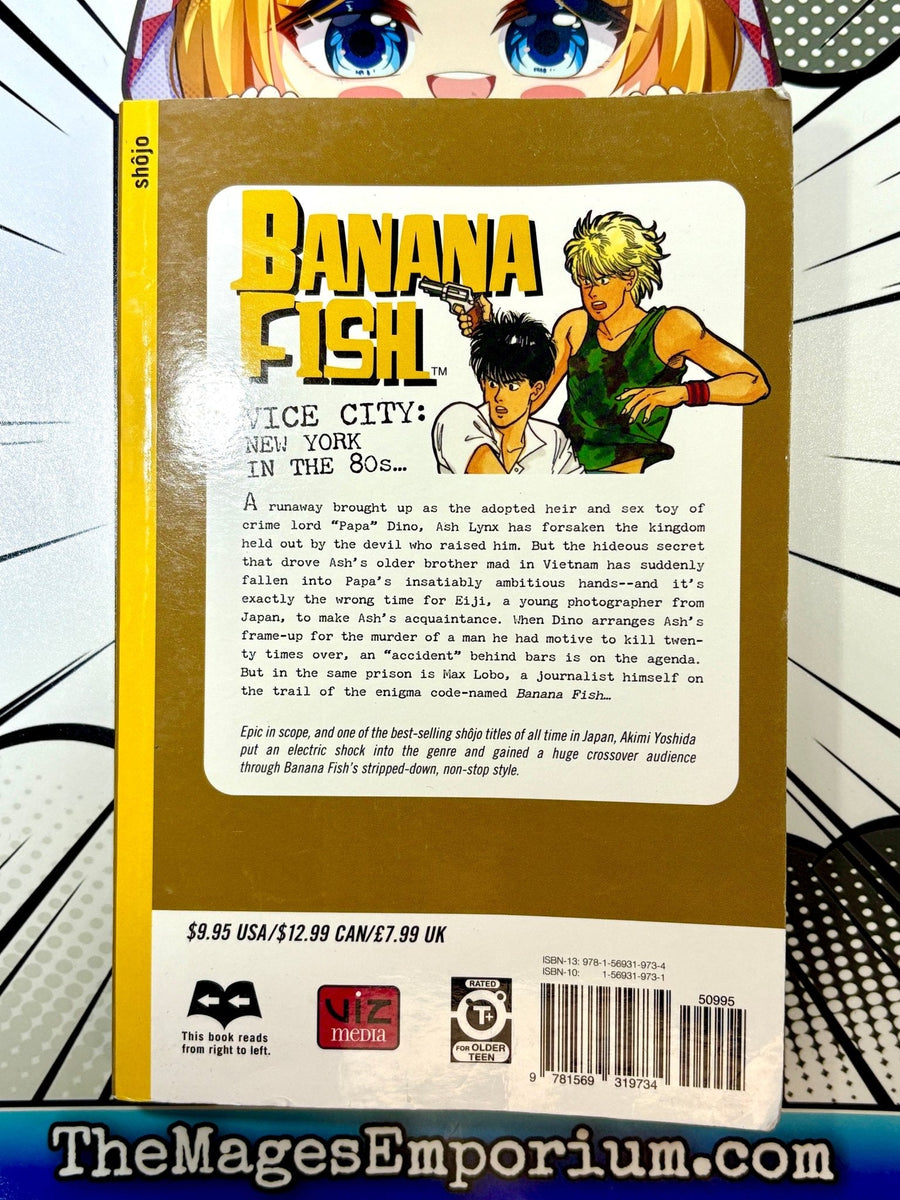 shôjo
BANANA
FISH™
VICE CITY:
NEW YORK
IN THE 80s...
A runaway brought up as the adopted heir and sex toy of
crime lord “Papa” Dino, Ash Lynx has forsaken the kingdom
held out by the devil who raised him. But the hideous secret
that drove Ash’s older brother mad in Vietnam has suddenly
fallen into Papa’s insatiably ambitious hands--and it’s
exactly the wrong time for Eiji, a young photographer from
Japan, to make Ash’s acquaintance. When Dino arranges Ash’s
frame-up for the murder of a man he had motive to kill twen-
ty times over, an “accident” behind bars is on the agenda.
But in the same prison is Max Lobo, a journalist himself on
the trail of the enigma code-named Banana Fish…
Epic in scope, and one of the best-selling shôjo titles of all time in Japan, Akimi Yoshida
put an electric shock into the genre and gained a huge crossover audience
through Banana Fish’s stripped-down, non-stop style.
$9.95 USA/$12.99 CAN/£7.99 UK
This book reads
from right to left.
VIZ
media
RATED
T+
FOR OLDER
TEEN
ISBN-13: 978-1-56931-973-4
ISBN-10: 1-56931-973-1
50995
9 781569 319734
TheMagesEmporium.com